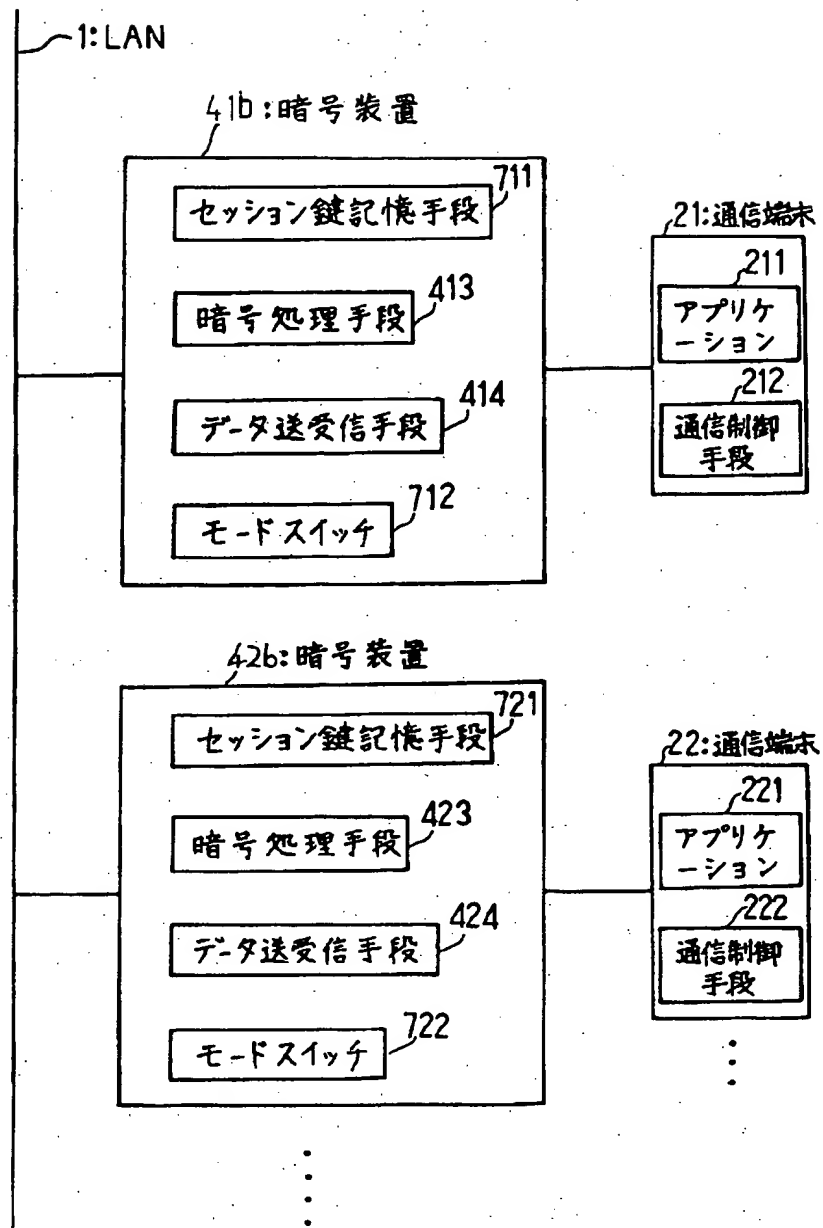 1:LAN
41b:暗号装置
711
セッション鍵記憶手段
413
暗号処理手段
414
データ送受信手段
712
モードスイッチ
21:通信端末
211
アプリケ
ーション
212
通信制御
手段
42b:暗号装置
721
セッション鍵記憶手段
423
暗号処理手段
424
データ送受信手段
722
モードスイッチ
22:通信端末
221
アプリケ
ーション
222
通信制御
手段